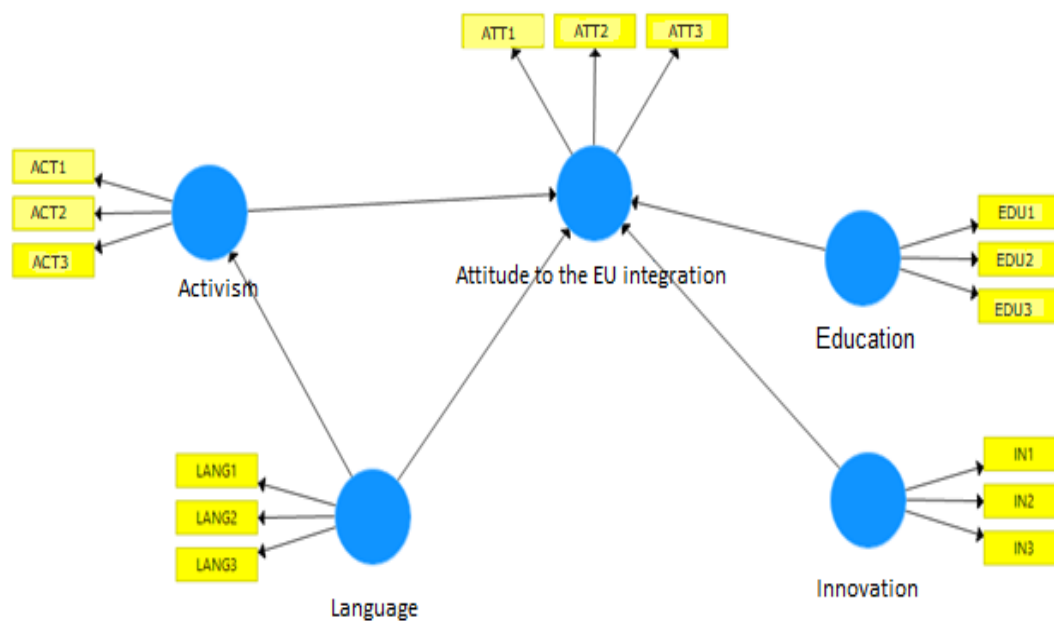 ATT1 ATT2 ATT3
ACT1
ACT2
ACT3
Activism
Attitude to the EU integration
EDU1
EDU2
EDU3
Education
LANG1
LANG2
LANG3
Language
IN1
IN2
IN3
Innovation